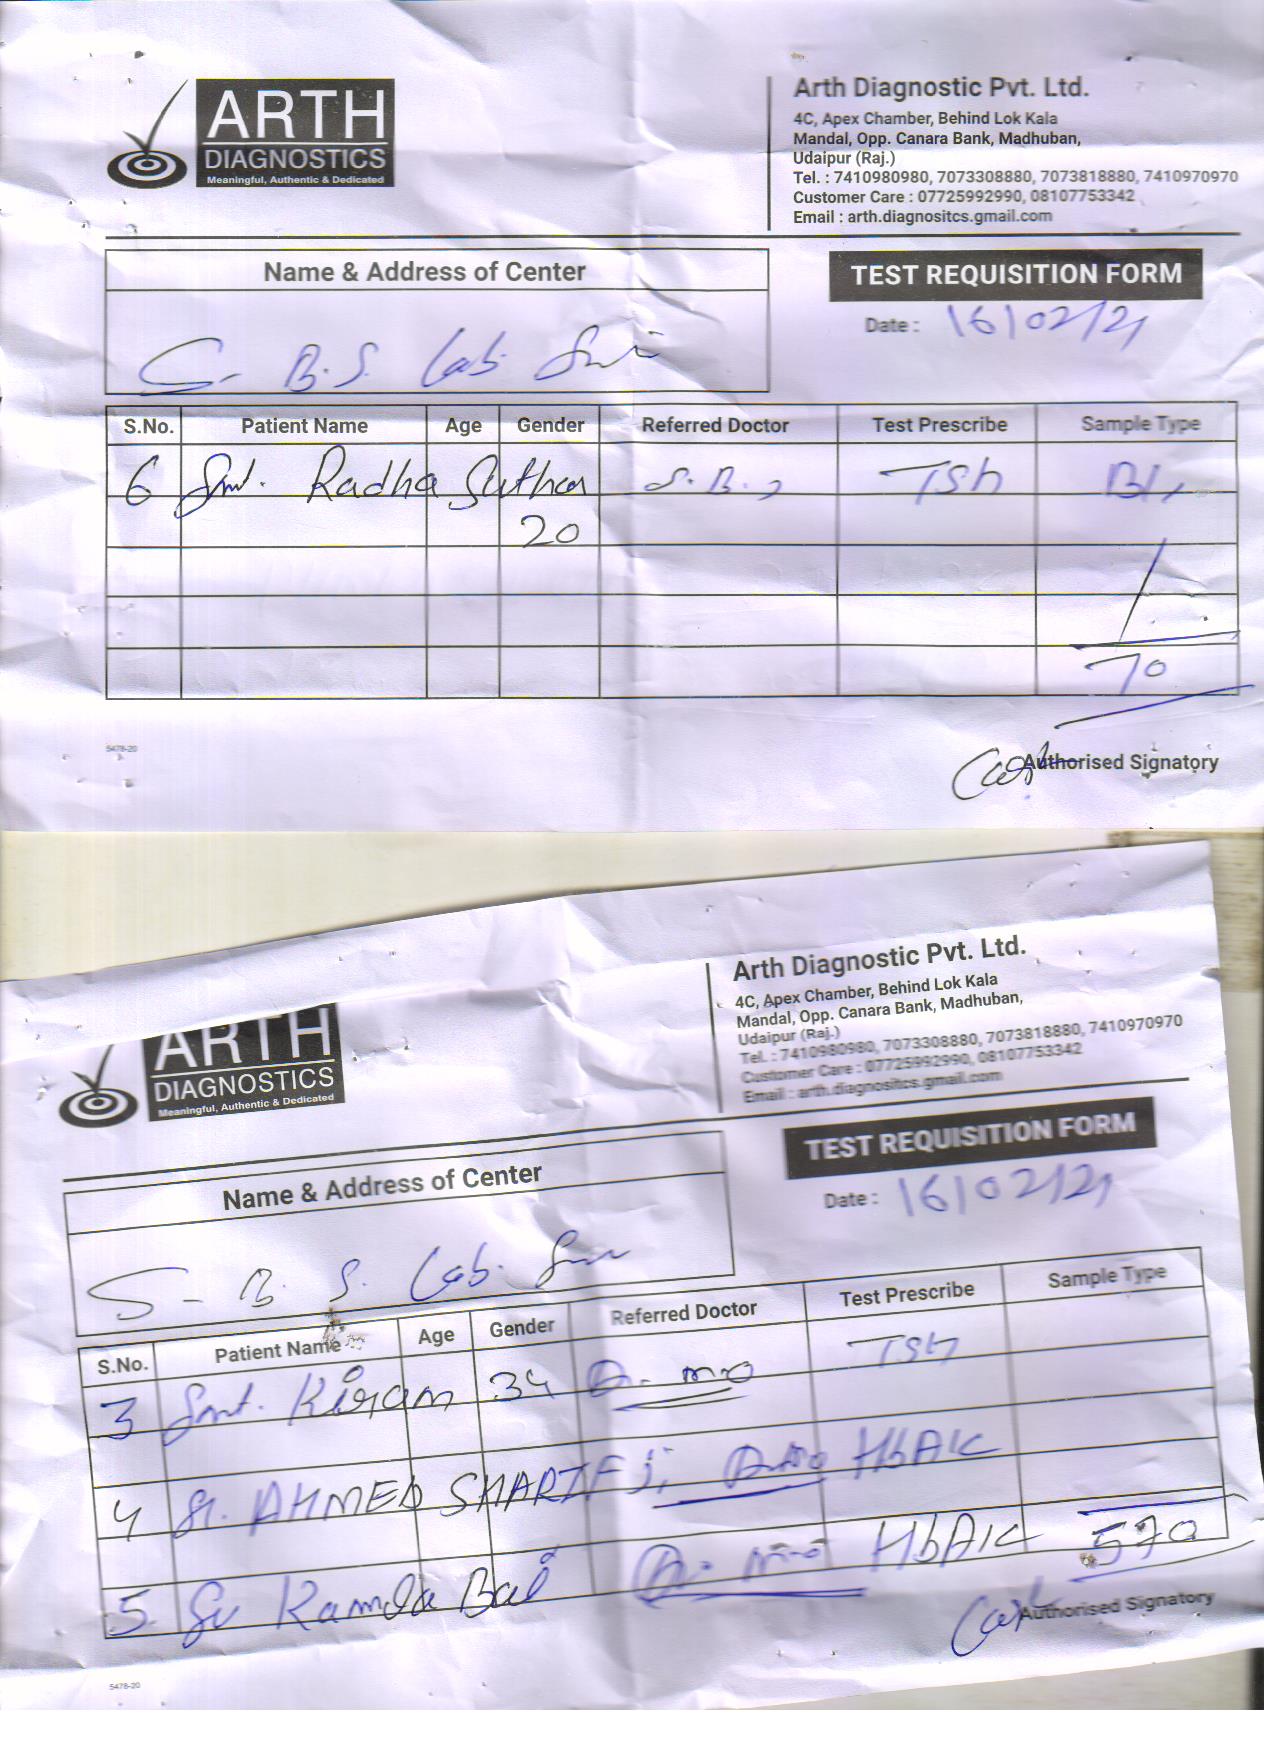 ARTH
DIAGNOSTICS
Meaningful, Authentic & Dedicated
Arth Diagnostic Pvt. Ltd.
4C, Apex Chamber, Behind Lok Kala
Mandal, Opp. Canara Bank, Madhuban,
Udaipur (Raj.)
Tel. : 7410980980, 7073308880, 7073818880, 7410970970
Customer Care : 07725992990, 08107753342
Email : arth.diagnositcs.gmail.com
Name & Address of Center
TEST REQUISITION FORM
Date : 16/02/21
S- B.S. Lab.
S.No. Patient Name Age Gender Referred Doctor Test Prescribe Sample Type
6 Smt. Radha Suthar S.B. TSH Bl,
20
70
5478-20
Cash Authorised Signatory
ARTH
DIAGNOSTICS
Meaningful, Authentic & Dedicated
Arth Diagnostic Pvt. Ltd.
4C, Apex Chamber, Behind Lok Kala
Mandal, Opp. Canara Bank, Madhuban,
Udaipur (Raj.)
Tel. : 7410980980, 7073308880, 7073818880, 7410970970
Customer Care : 07725992990, 08107753342
Email : arth.diagnositcs.gmail.com
Name & Address of Center
TEST REQUISITION FORM
Date : 16/02/21
S- B. S. Lab.
S.No. Patient Name Age Gender Referred Doctor Test Prescribe Sample Type
3 Smt. Kiram 34 TSH
4 Sr. AHMED SHARIF Ji HbA1c
5 Kamla Bai HbA1c 570
Cash Authorised Signatory
5478-20